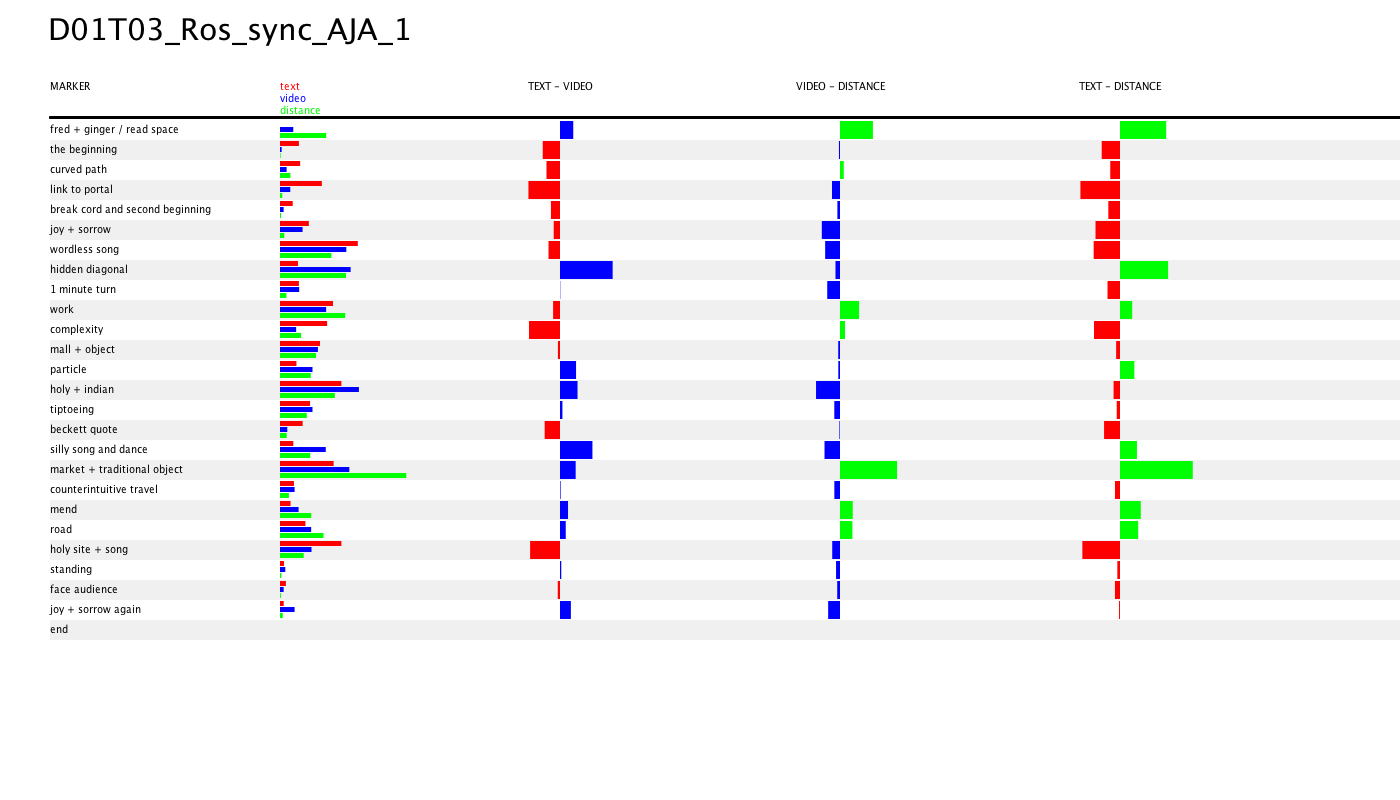 D01T03_Ros_sync_AJA_1
MARKER
text
video
distance
TEXT – VIDEO
VIDEO – DISTANCE
TEXT – DISTANCE
fred + ginger / read space
the beginning
curved path
link to portal
break cord and second beginning
joy + sorrow
wordless song
hidden diagonal
1 minute turn
work
complexity
mall + object
particle
holy + indian
tiptoeing
beckett quote
silly song and dance
market + traditional object
counterintuitive travel
mend
road
holy site + song
standing
face audience
joy + sorrow again
end